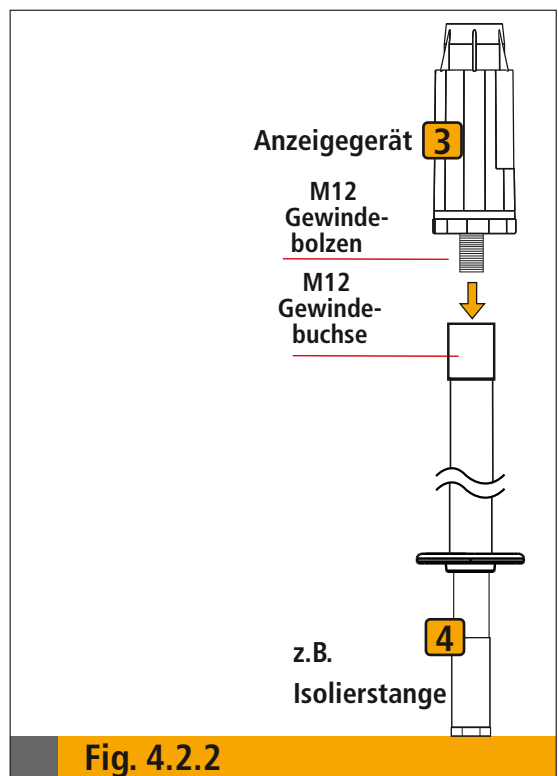 Anzeigegerät 3
M12
Gewinde-
bolzen
M12
Gewinde-
buchse
4
z.B.
Isolierstange
Fig. 4.2.2